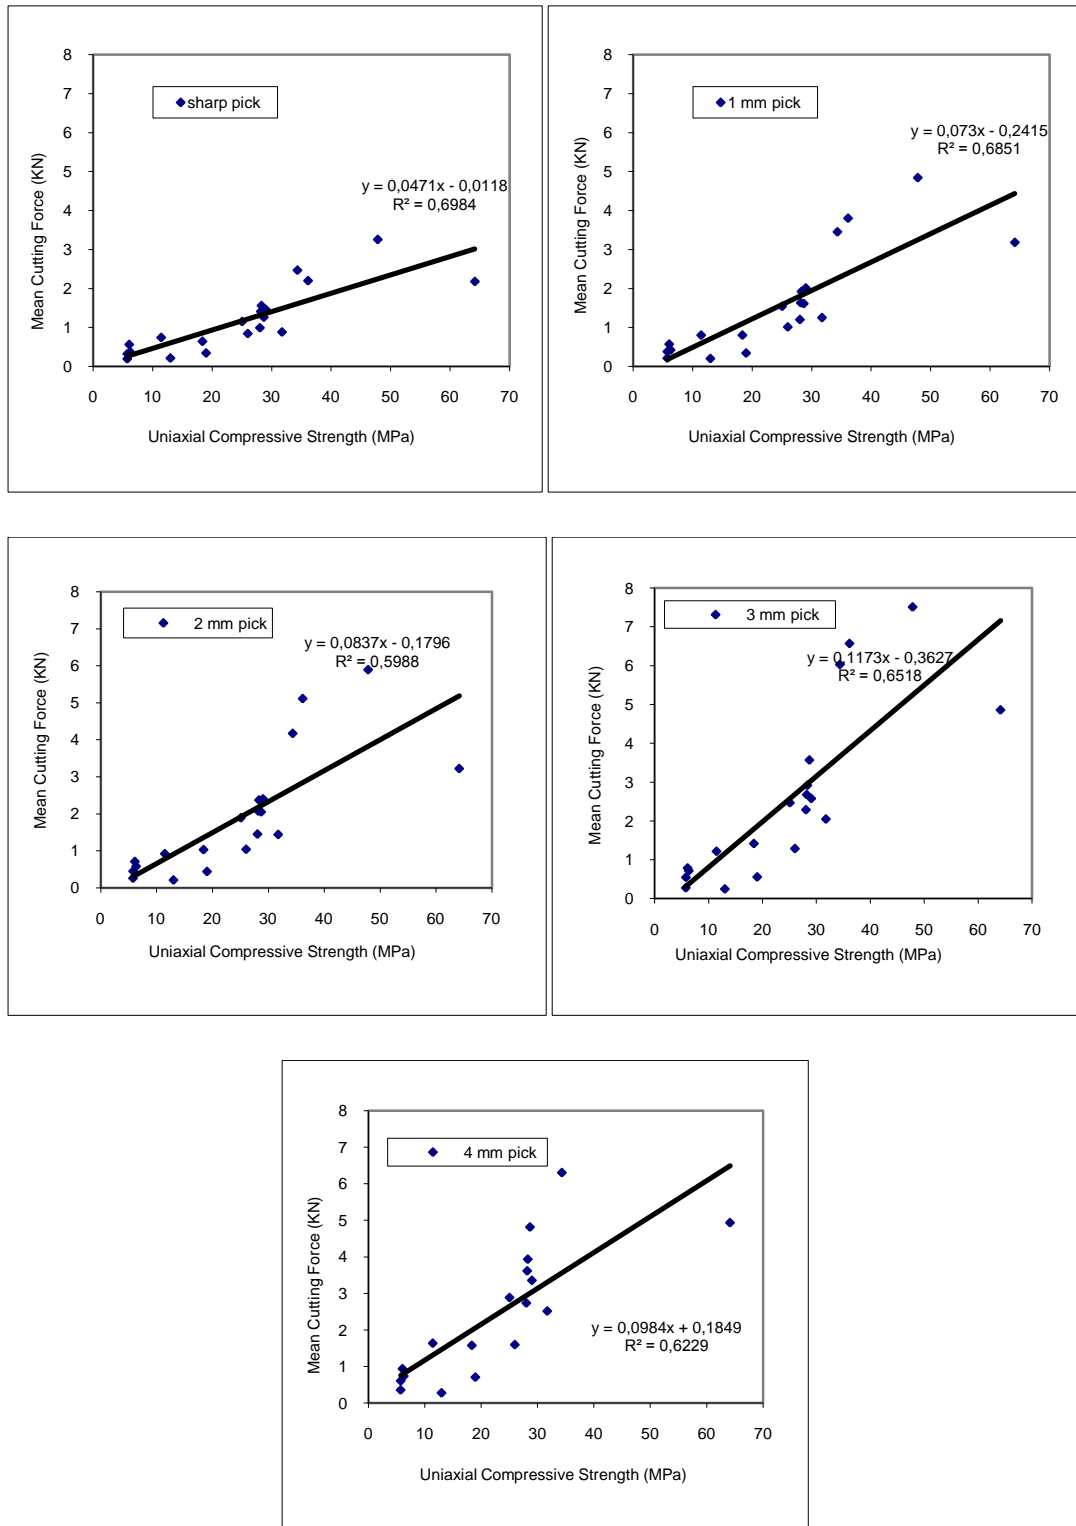 8
7
6
5
4
3
2
1
0
Mean Cutting Force (KN)
sharp pick
y = 0,0471x - 0,0118
R² = 0,6984
0 10 20 30 40 50 60 70
Uniaxial Compressive Strength (MPa)
8
7
6
5
4
3
2
1
0
Mean Cutting Force (KN)
1 mm pick
y = 0,073x - 0,2415
R² = 0,6851
0 10 20 30 40 50 60 70
Uniaxial Compressive Strength (MPa)
8
7
6
5
4
3
2
1
0
Mean Cutting Force (KN)
2 mm pick
y = 0,0837x - 0,1796
R² = 0,5988
0 10 20 30 40 50 60 70
Uniaxial Compressive Strength (MPa)
8
7
6
5
4
3
2
1
0
Mean Cutting Force (KN)
3 mm pick
y = 0,1173x - 0,3627
R² = 0,6518
0 10 20 30 40 50 60 70
Uniaxial Compressive Strength (MPa)
8
7
6
5
4
3
2
1
0
Mean Cutting Force (KN)
4 mm pick
y = 0,0984x + 0,1849
R² = 0,6229
0 10 20 30 40 50 60 70
Uniaxial Compressive Strength (MPa)